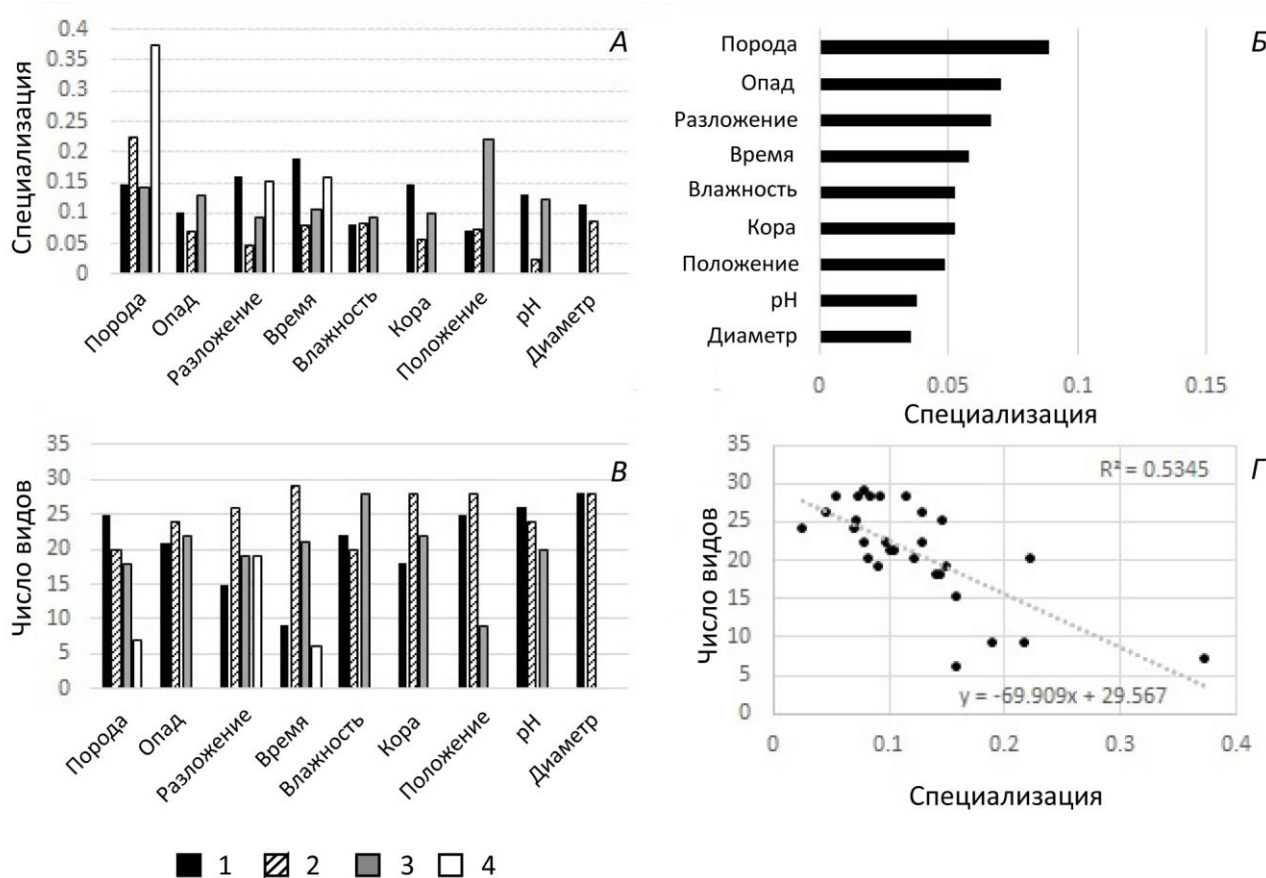 А
Специализация
0.4
0.35
0.3
0.25
0.2
0.15
0.1
0.05
0
Порода
Опад
Разложение
Время
Влажность
Кора
Положение
pH
Диаметр
Б
Порода
Опад
Разложение
Время
Влажность
Кора
Положение
pH
Диаметр
0 0.05 0.1 0.15
Специализация
В
Число видов
35
30
25
20
15
10
5
0
Порода
Опад
Разложение
Время
Влажность
Кора
Положение
pH
Диаметр
Г
Число видов
35
30
25
20
15
10
5
0
R² = 0.5345
y = -69.909x + 29.567
0 0.1 0.2 0.3 0.4
Специализация
1 2 3 4